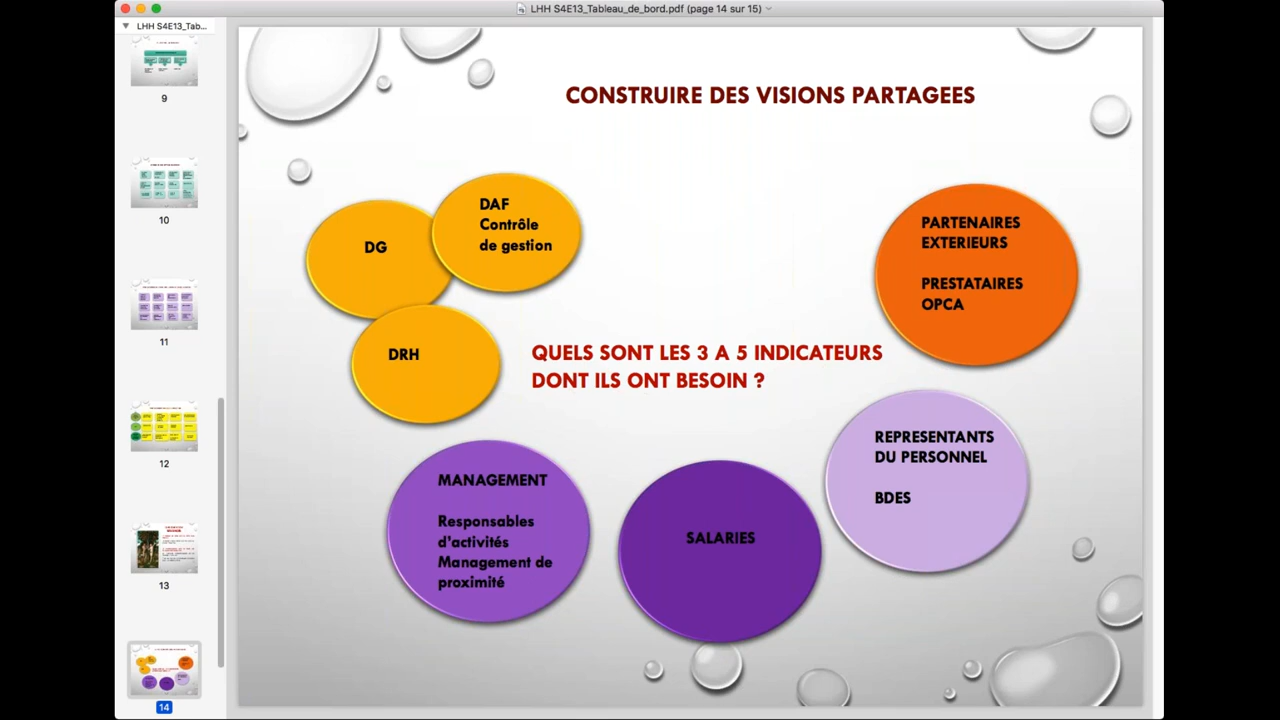 LHH S4E13_Tableau_de_bord.pdf (page 14 sur 15)
LHH S4E13_Tab...
9
10
11
12
13
14
CONSTRUIRE DES VISIONS PARTAGEES
DG
DAF
Contrôle
de gestion
DRH
QUELS SONT LES 3 A 5 INDICATEURS
DONT ILS ONT BESOIN ?
PARTENAIRES
EXTERIEURS
PRESTATAIRES
OPCA
MANAGEMENT
Responsables
d'activités
Management de
proximité
SALARIES
REPRESENTANTS
DU PERSONNEL
BDES